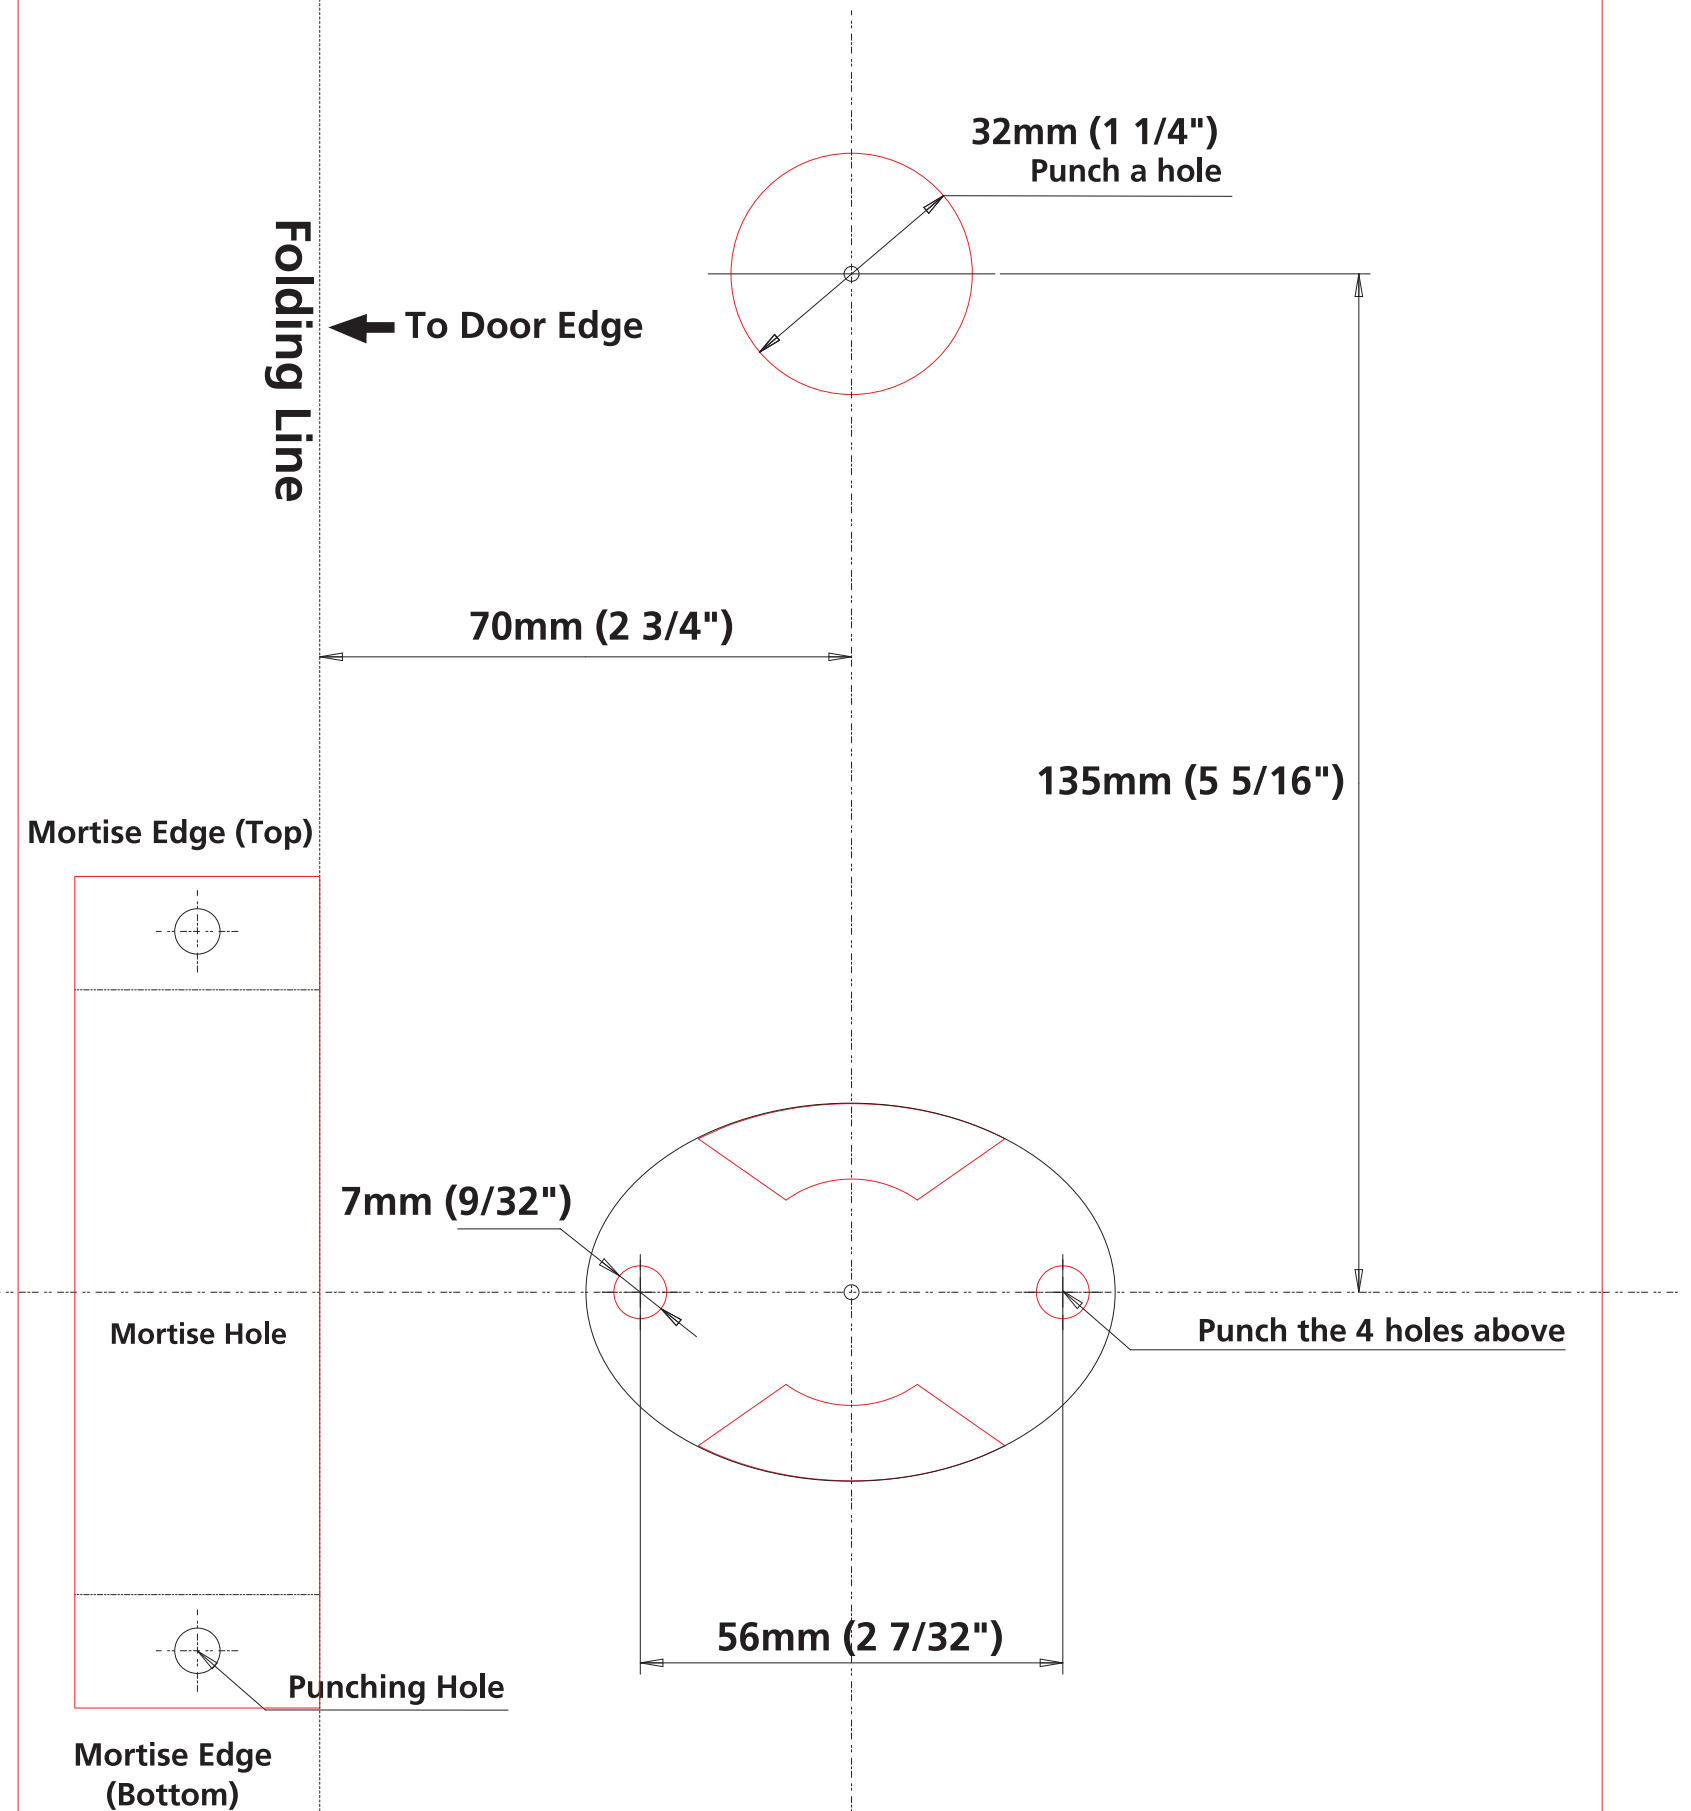 32mm (1 1/4")
Punch a hole
Folding Line
To Door Edge
70mm (2 3/4")
135mm (5 5/16")
Mortise Edge (Top)
7mm (9/32")
Mortise Hole
Punch the 4 holes above
56mm (2 7/32")
Punching Hole
Mortise Edge
(Bottom)